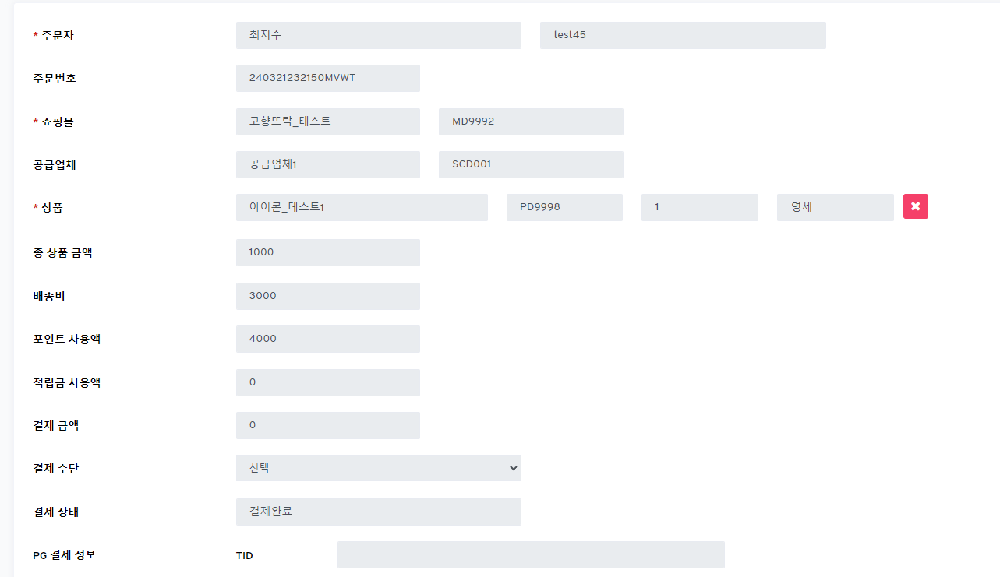 * 주문자 최지수 test45
주문번호 240321232150MVWT
* 쇼핑몰 고향뜨락_테스트 MD9992
공급업체 공급업체1 SCD001
* 상품 아이콘_테스트1 PD9998 1 영세
총 상품 금액 1000
배송비 3000
포인트 사용액 4000
적립금 사용액 0
결제 금액 0
결제 수단 선택
결제 상태 결제완료
PG 결제 정보 TID